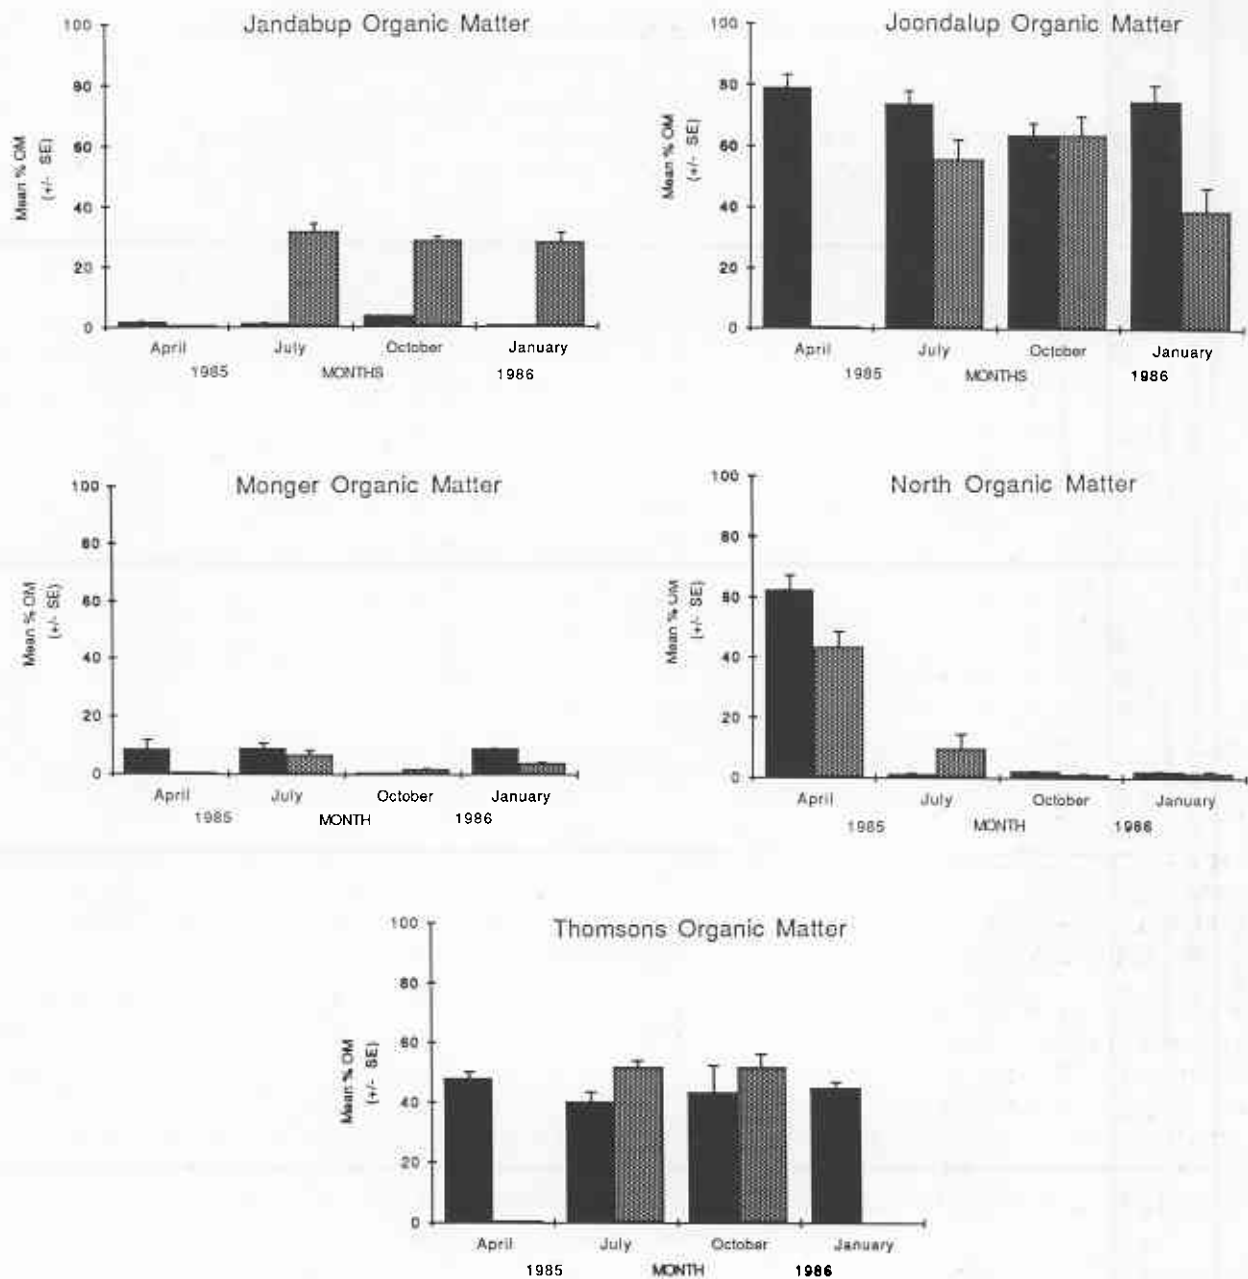 Jandabup Organic Matter
100
80
60
40
20
0
Mean % OM
(+/- SE)
April July October January
1985 MONTHS 1986
Joondalup Organic Matter
100
80
60
40
20
0
Mean % OM
(+/- SE)
April July October January
1985 MONTHS 1986
Monger Organic Matter
100
80
60
40
20
0
Mean % OM
(+/- SE)
April July October January
1985 MONTH 1986
North Organic Matter
100
80
60
40
20
0
Mean % OM
(+/- SE)
April July October January
1985 MONTH 1986
Thomsons Organic Matter
100
80
60
40
20
0
Mean % OM
(+/- SE)
April July October January
1985 MONTH 1986